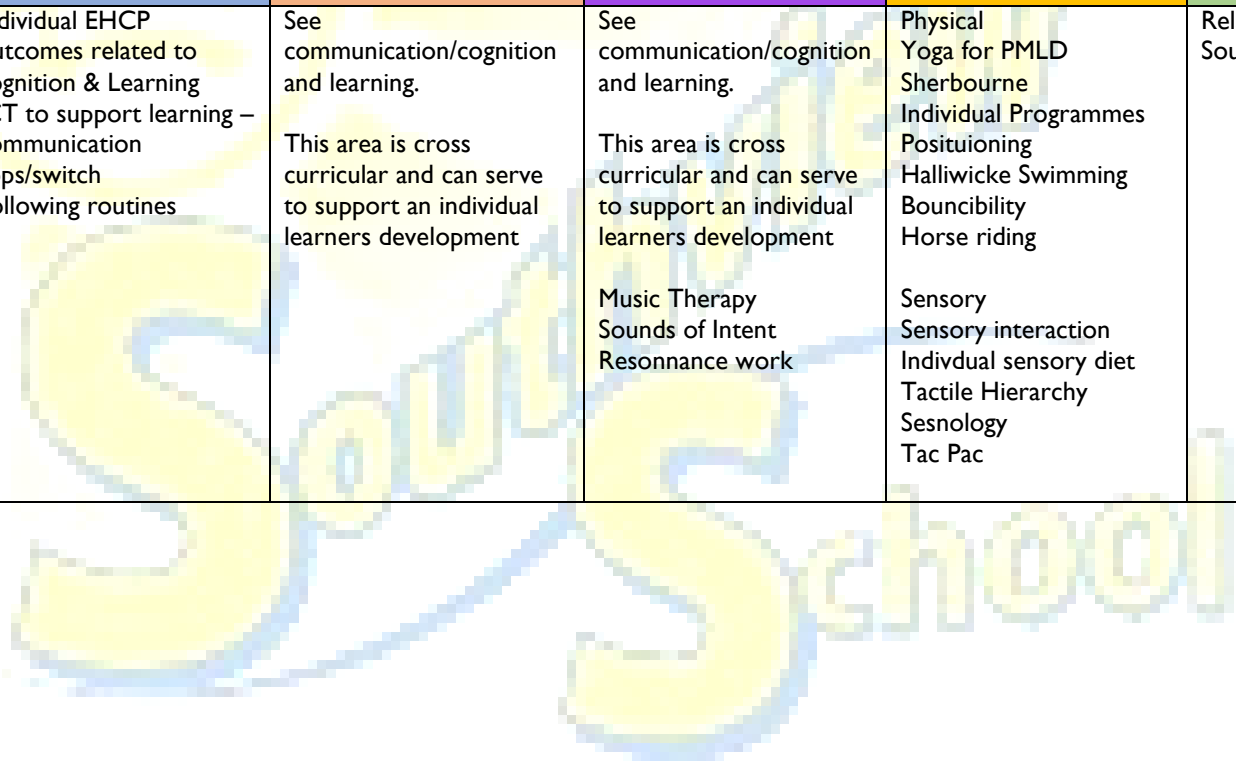 dividual EHCP
utcomes related to
ognition & Learning
CT to support learning –
ommunication
ps/switch
ollowing routines
See
communication/cognition
and learning.
This area is cross
curricular and can serve
to support an individual
learners development
See
communication/cognition
and learning.
This area is cross
curricular and can serve
to support an individual
learners development
Music Therapy
Sounds of Intent
Resonnance work
Physical
Yoga for PMLD
Sherbourne
Individual Programmes
Posituioning
Halliwicke Swimming
Bouncibility
Horse riding
Sensory
Sensory interaction
Indivdual sensory diet
Tactile Hierarchy
Sesnology
Tac Pac
Rel
Sou
Southview
School